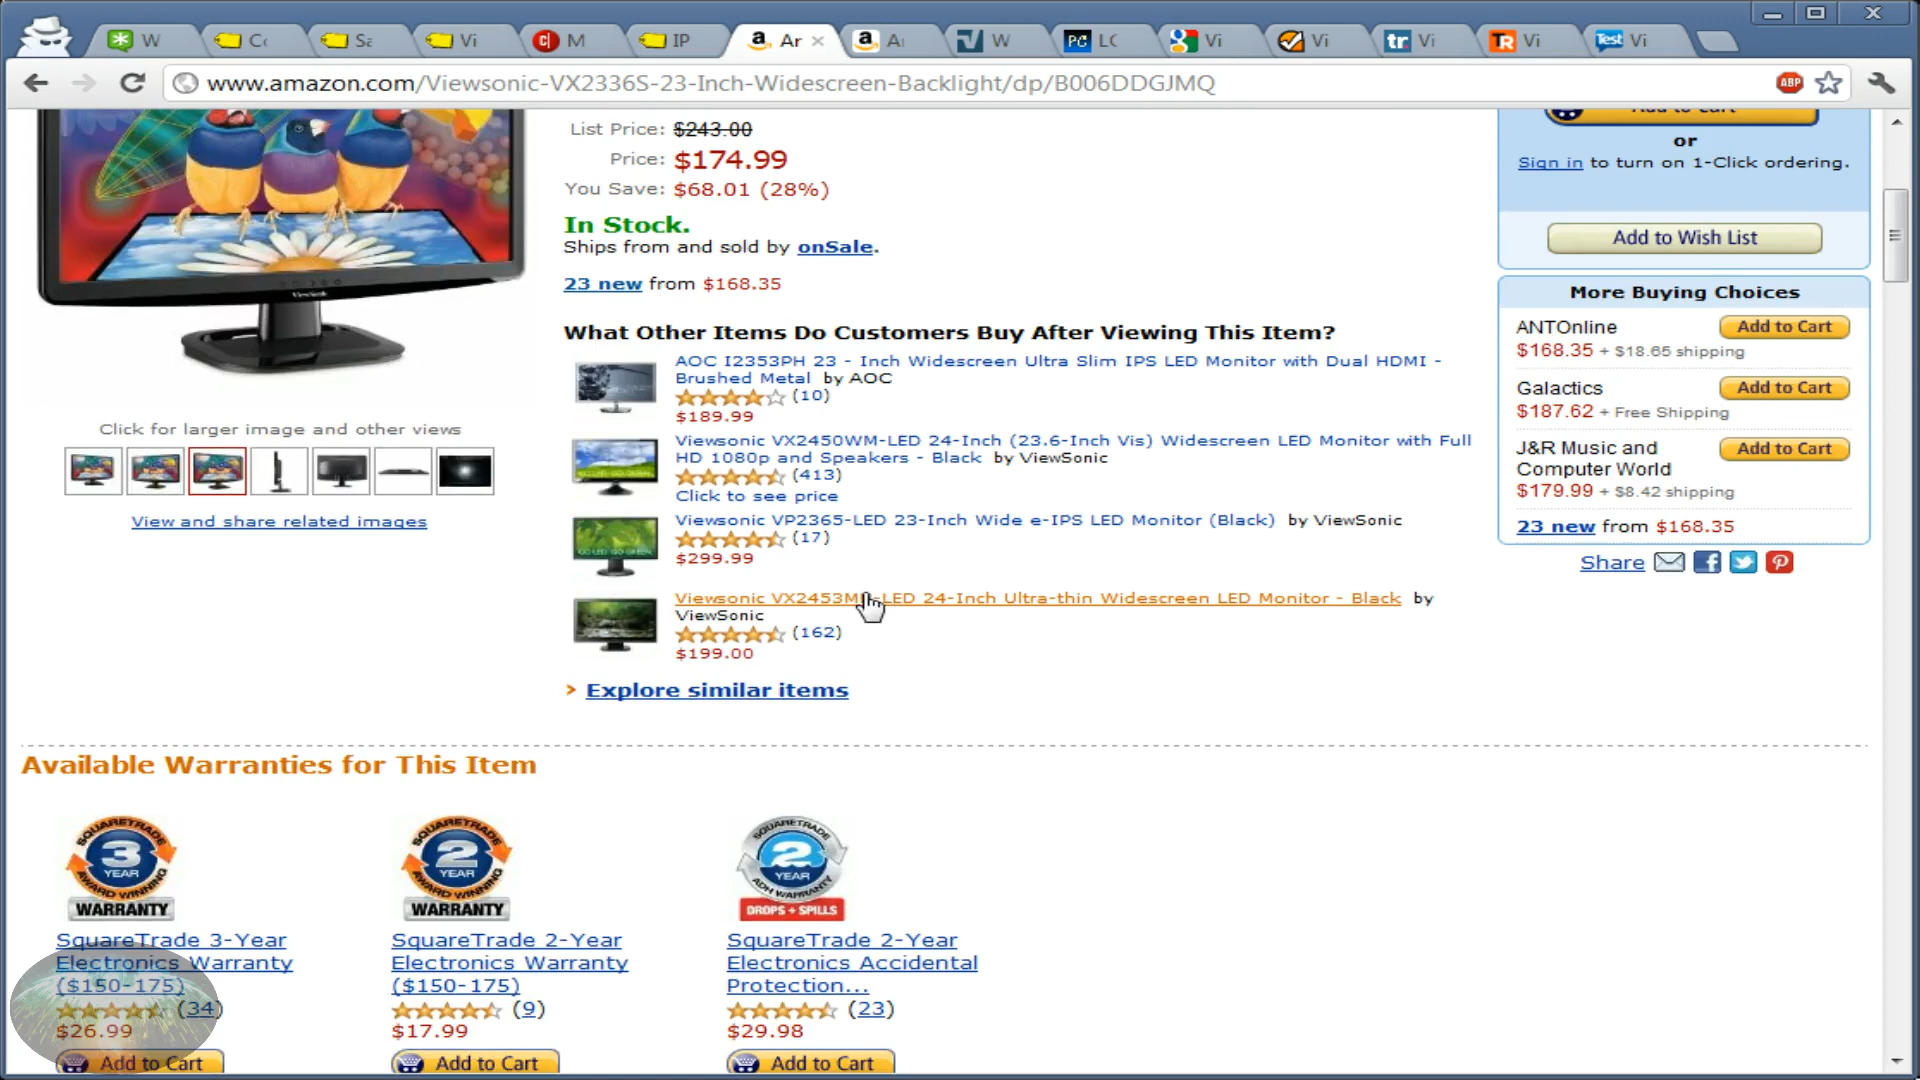 W
Sa
Vi
M
IP
Ar
W
PC
LC
Vi
Vi
tr.
Vi
TR
Vi
Test
Vi
www.amazon.com/Viewsonic-VX2336S-23-Inch-Widescreen-Backlight/dp/B006DDGJMQ
ABP
List Price: $243.00
Price: $174.99
You Save: $68.01 (28%)
In Stock.
Ships from and sold by onSale.
23 new from $168.35
Click for larger image and other views
View and share related images
What Other Items Do Customers Buy After Viewing This Item?
AOC I2353PH 23 - Inch Widescreen Ultra Slim IPS LED Monitor with Dual HDMI -
Brushed Metal by AOC
(10)
$189.99
Viewsonic VX2450WM-LED 24-Inch (23.6-Inch Vis) Widescreen LED Monitor with Full
HD 1080p and Speakers - Black by ViewSonic
(413)
Click to see price
Viewsonic VP2365-LED 23-Inch Wide e-IPS LED Monitor (Black) by ViewSonic
(17)
$299.99
Viewsonic 24-Inch Ultra-thin Widescreen LED Monitor - Black by
ViewSonic
(162)
$199.00
> Explore similar items
Add to Cart
or
Sign in to turn on 1-Click ordering.
Add to Wish List
More Buying Choices
ANTOnline Add to Cart
$168.35 + $18.65 shipping
Galactics Add to Cart
$187.62 + Free Shipping
J&R Music and Add to Cart
Computer World
$179.99 + $8.42 shipping
23 new from $168.35
Share
Available Warranties for This Item
SQUARETRADE
3
YEAR
AWARD WINNING
WARRANTY
SquareTrade 3-Year
Electronics Warranty
($150-175)
(34)
$26.99
Add to Cart
SQUARETRADE
2
YEAR
AWARD WINNING
WARRANTY
SquareTrade 2-Year
Electronics Warranty
($150-175)
(9)
$17.99
Add to Cart
SQUARETRADE
2
YEAR
ADH WARRANTY
DROPS + SPILLS
SquareTrade 2-Year
Electronics Accidental
Protection...
(23)
$29.98
Add to Cart